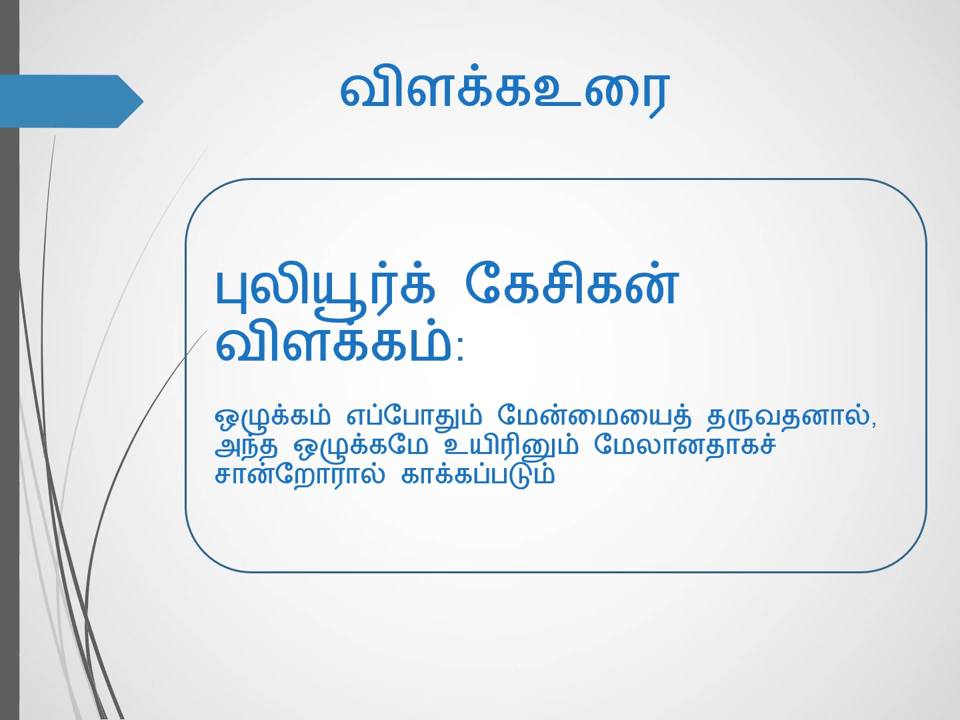 விளக்கஉரை
புலியூர்க் கேசிகன்
விளக்கம்:
ஒழுக்கம் எப்போதும் மேன்மையைத் தருவதனால்,
அந்த ஒழுக்கமே உயிரினும் மேலானதாகச்
சான்றோரால் காக்கப்படும்